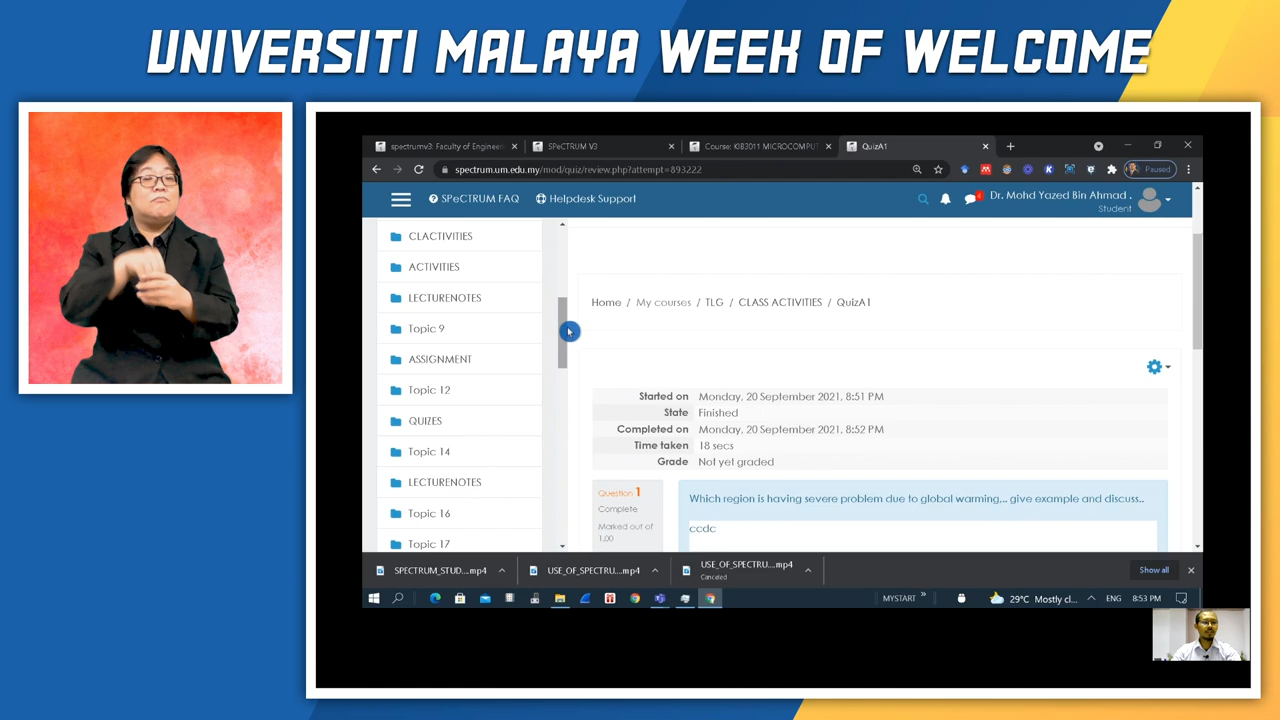 UNIVERSITI MALAYA WEEK OF WELCOME
spectrumv3: Faculty of Engineeri
SPeCTRUM V3
Course: KIB3011 MICROCOMPUT
QuizA1
spectrum.um.edu.my/mod/quiz/review.php?attempt=893222
Paused
SPeCTRUM FAQ
Helpdesk Support
Dr. Mohd Yazed Bin Ahmad .
Student
CLACTIVITIES
ACTIVITIES
LECTURENOTES
Topic 9
ASSIGNMENT
Topic 12
QUIZES
Topic 14
LECTURENOTES
Topic 16
Topic 17
Home / My courses / TLG / CLASS ACTIVITIES / QuizA1
Started on Monday, 20 September 2021, 8:51 PM
State Finished
Completed on Monday, 20 September 2021, 8:52 PM
Time taken 18 secs
Grade Not yet graded
Question 1
Complete
Marked out of
1.00
Which region is having severe problem due to global warming,.. give example and discuss..
ccdc
SPECTRUM_STUD....mp4
USE_OF_SPECTRU....mp4
USE_OF_SPECTRU....mp4
Canceled
Show all
MYSTART
29°C Mostly cl...
ENG
8:53 PM